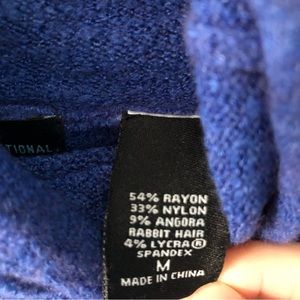 TIONAL
54% RAYON
33% NYLON
9% ANGORA
RABBIT HAIR
4% LYCRA®
SPANDEX
M
MADE IN CHINA